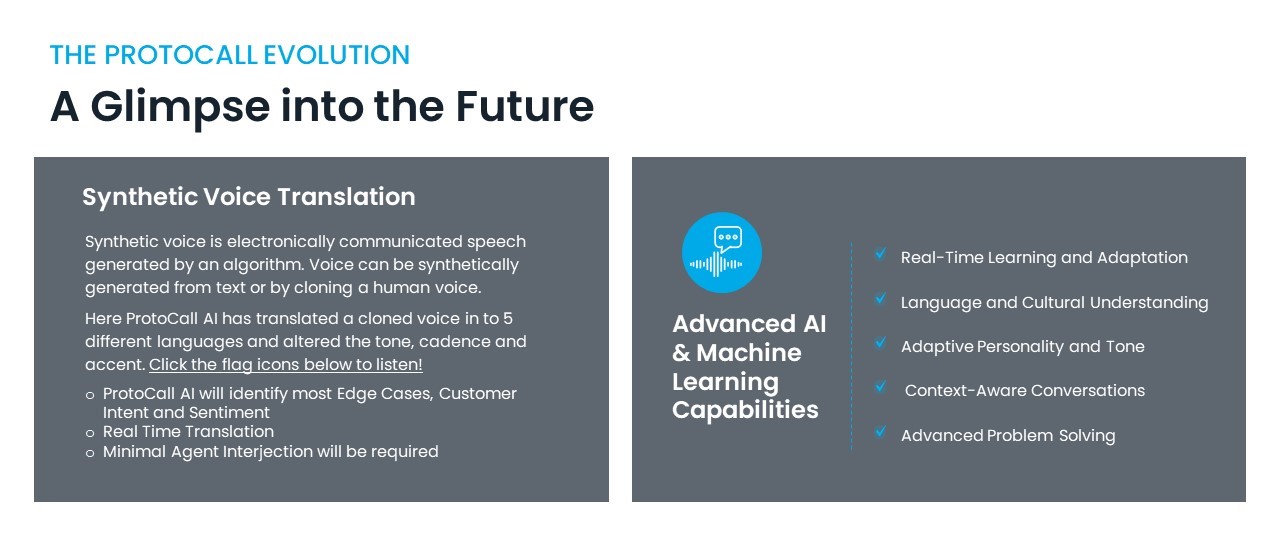 THE PROTOCALL EVOLUTION
A Glimpse into the Future
Synthetic Voice Translation
Synthetic voice is electronically communicated speech
generated by an algorithm. Voice can be synthetically
generated from text or by cloning a human voice.
Here ProtoCall AI has translated a cloned voice in to 5
different languages and altered the tone, cadence and
accent. Click the flag icons below to listen!
o ProtoCall AI will identify most Edge Cases, Customer
Intent and Sentiment
o Real Time Translation
o Minimal Agent Interjection will be required
Advanced AI
& Machine
Learning
Capabilities
Real-Time Learning and Adaptation
Language and Cultural Understanding
Adaptive Personality and Tone
Context-Aware Conversations
Advanced Problem Solving